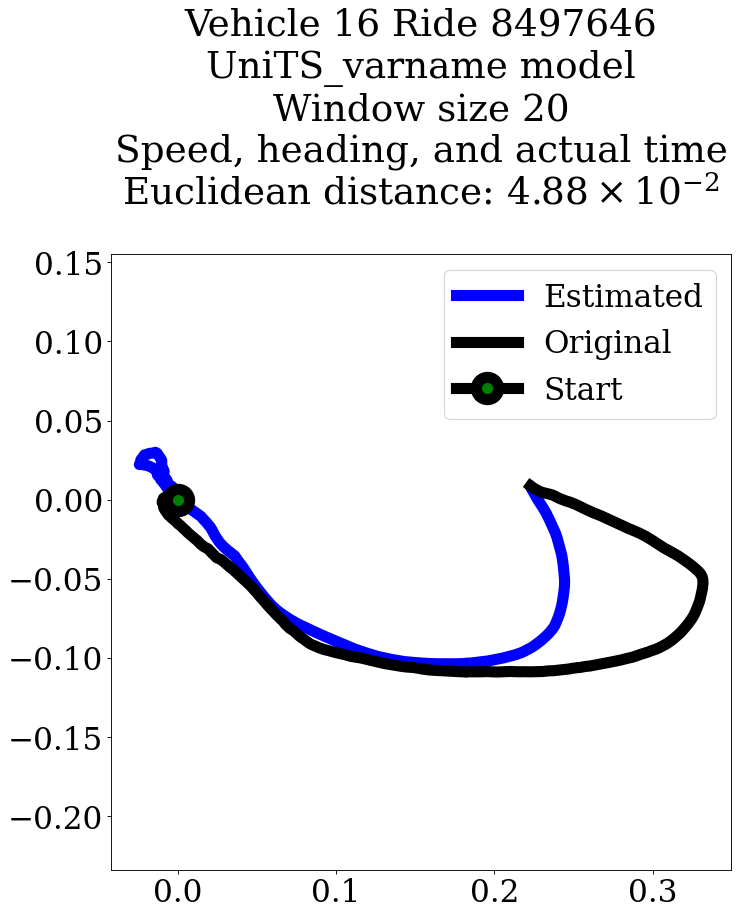 Vehicle 16 Ride 8497646
UniTS_varname model
Window size 20
Speed, heading, and actual time
Euclidean distance: 4.88 × 10⁻²
Estimated
Original
Start
0.15
0.10
0.05
0.00
−0.05
−0.10
−0.15
−0.20
0.0 0.1 0.2 0.3